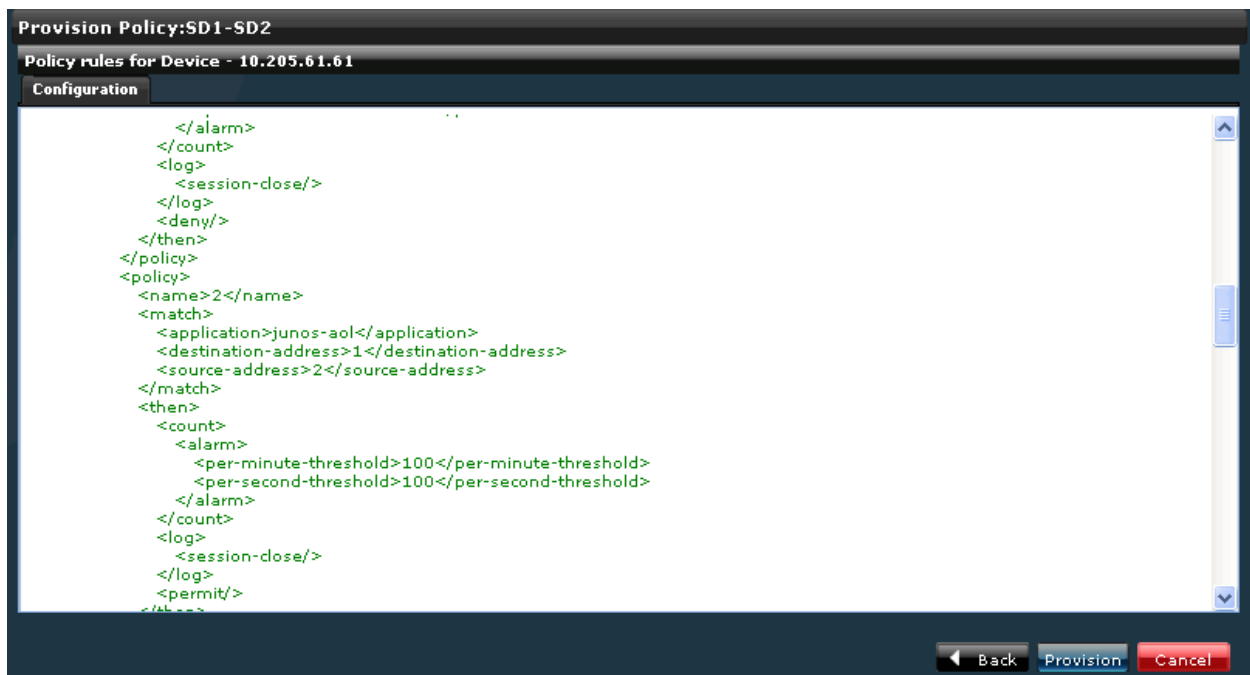 Provision Policy:SD1-SD2
Policy rules for Device - 10.205.61.61
Configuration
</alarm>
</count>
<log>
<session-close/>
</log>
<deny/>
</then>
</policy>
<policy>
<name>2</name>
<match>
<application>junos-aol</application>
<destination-address>1</destination-address>
<source-address>2</source-address>
</match>
<then>
<count>
<alarm>
<per-minute-threshold>100</per-minute-threshold>
<per-second-threshold>100</per-second-threshold>
</alarm>
</count>
<log>
<session-close/>
</log>
<permit/>
</then>
Back Provision Cancel